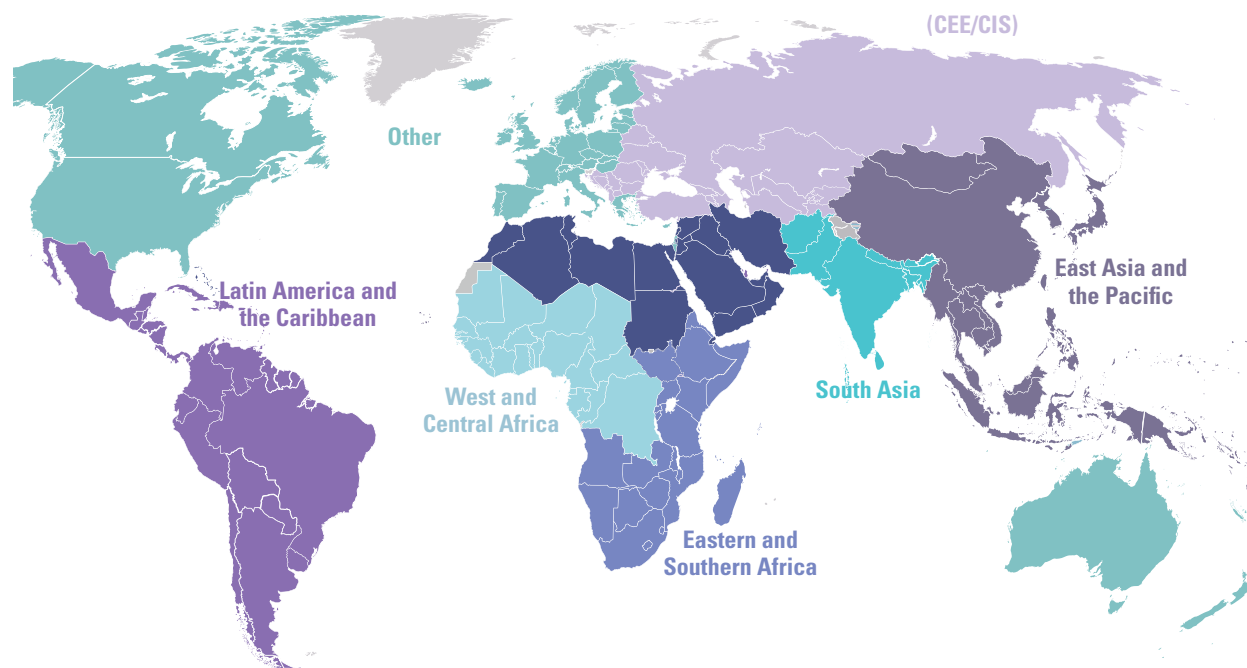 (CEE/CIS)
Other
Latin America and
the Caribbean
East Asia and
the Pacific
South Asia
West and
Central Africa
Eastern and
Southern Africa